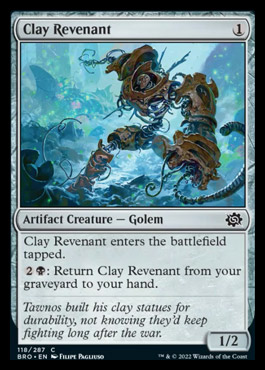 Clay Revenant 1
Artifact Creature — Golem
Clay Revenant enters the battlefield
tapped.
2 : Return Clay Revenant from your
graveyard to your hand.
Tawnos built his clay statues for
durability, not knowing they'd keep
fighting long after the war.
1/2
118/287 C
BRO • EN Filipe Pagliuso
™ & © 2022 Wizards of the Coast